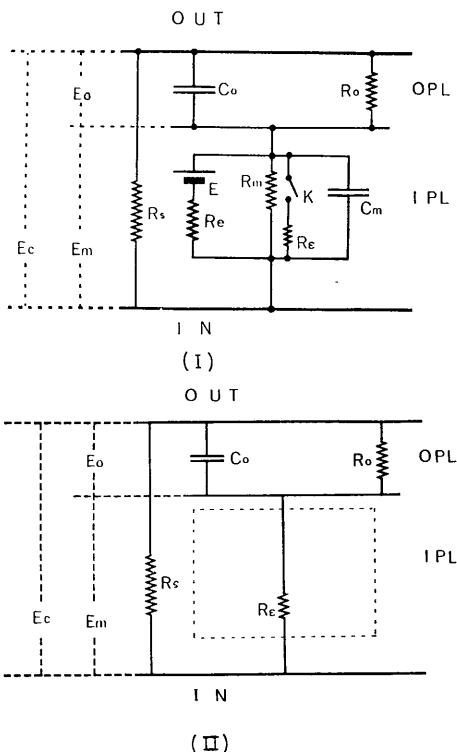 OUT
Eo
Co
Ro
OPL
E
Rm
K
Cm
IPL
Rs
Re
Rε
Ec
Em
IN
(I)
OUT
Eo
Co
Ro
OPL
IPL
Rs
Rε
Ec
Em
IN
(II)